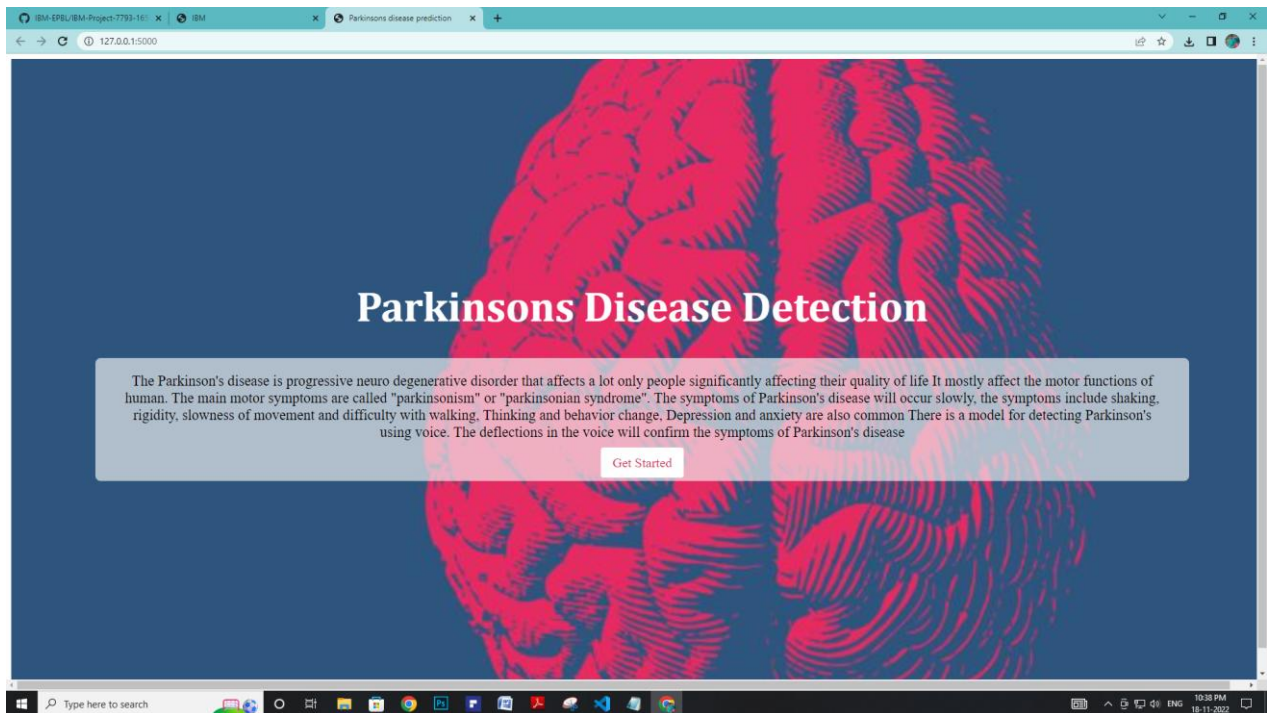 IBM-EPBL/IBM-Project-7793-165
IBM
Parkinsons disease prediction
127.0.0.1:5000
Parkinsons Disease Detection
The Parkinson's disease is progressive neuro degenerative disorder that affects a lot only people significantly affecting their quality of life It mostly affect the motor functions of
human. The main motor symptoms are called "parkinsonism" or "parkinsonian syndrome". The symptoms of Parkinson's disease will occur slowly, the symptoms include shaking,
rigidity, slowness of movement and difficulty with walking, Thinking and behavior change, Depression and anxiety are also common There is a model for detecting Parkinson's
using voice. The deflections in the voice will confirm the symptoms of Parkinson's disease
Get Started
Type here to search
ENG
10:38 PM
18-11-2022